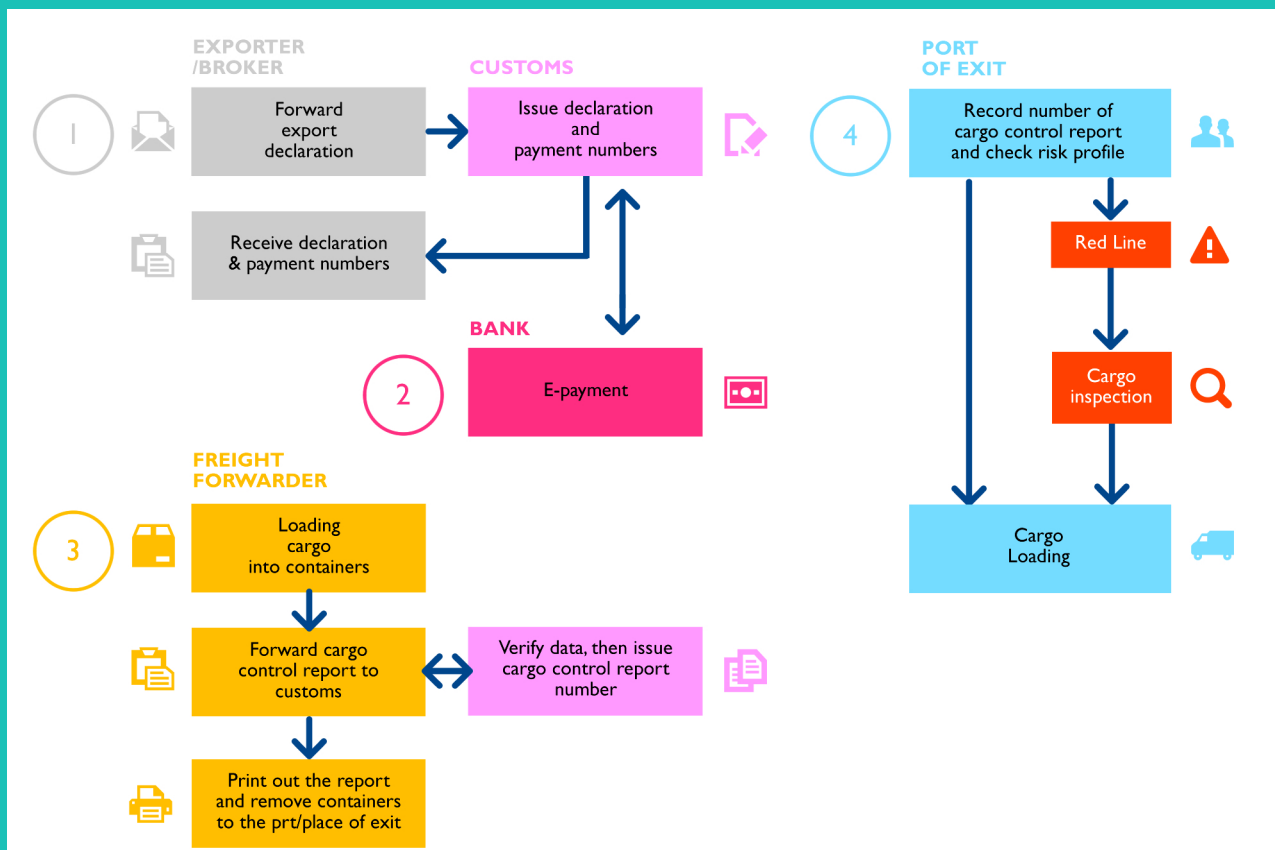 EXPORTER
/BROKER
1
Forward
export
declaration
CUSTOMS
Issue declaration
and
payment numbers
Receive declaration
& payment numbers
BANK
2
E-payment
FREIGHT
FORWARDER
3
Loading
cargo
into containers
Forward cargo
control report to
customs
Verify data, then issue
cargo control report
number
Print out the report
and remove containers
to the prt/place of exit
PORT
OF EXIT
4
Record number of
cargo control report
and check risk profile
Red Line
Cargo
inspection
Cargo
Loading